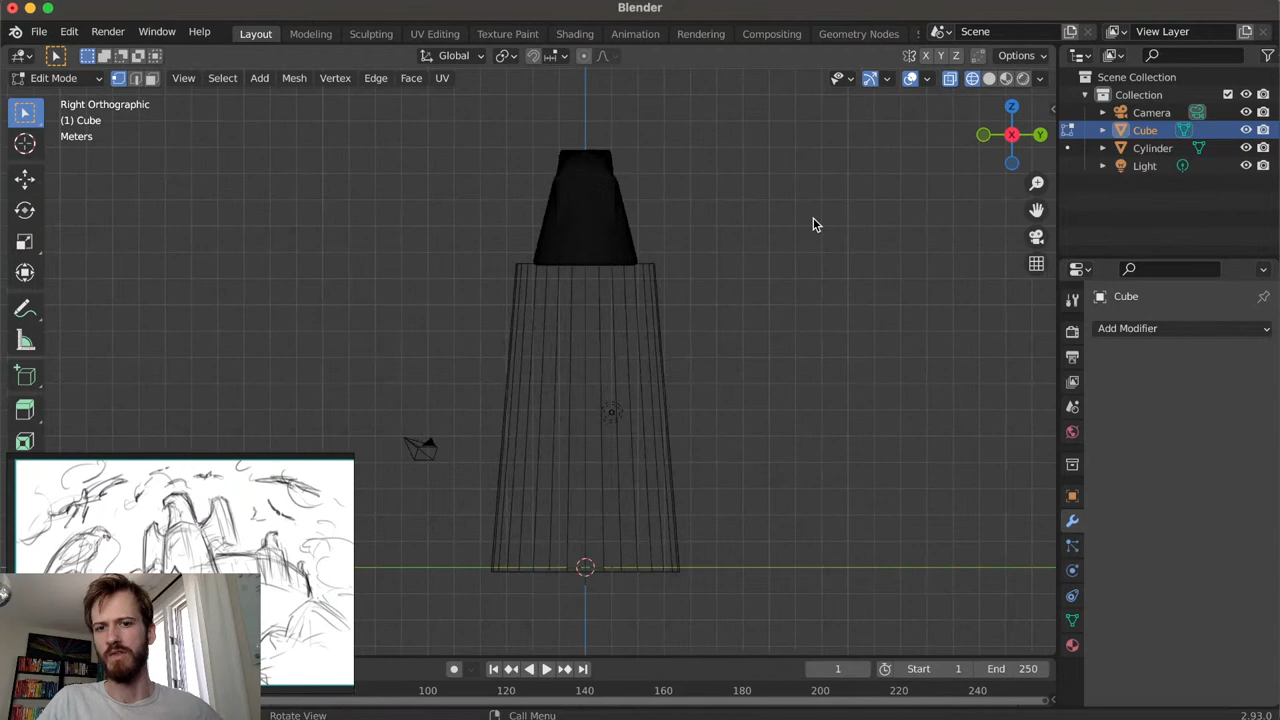 Blender
File Edit Render Window Help
Layout Modeling Sculpting UV Editing Texture Paint Shading Animation Rendering Compositing Geometry Nodes
Scene
View Layer
Global
X Y Z
Options
Edit Mode
View Select Add Mesh Vertex Edge Face UV
Right Orthographic
(1) Cube
Meters
Z
X
Y
Scene Collection
Collection
Camera
Cube
Cylinder
Light
Cube
Add Modifier
1
Start 1
End 250
100 120 140 160 180 200 220 240
Rotate View
Call Menu
2.93.0